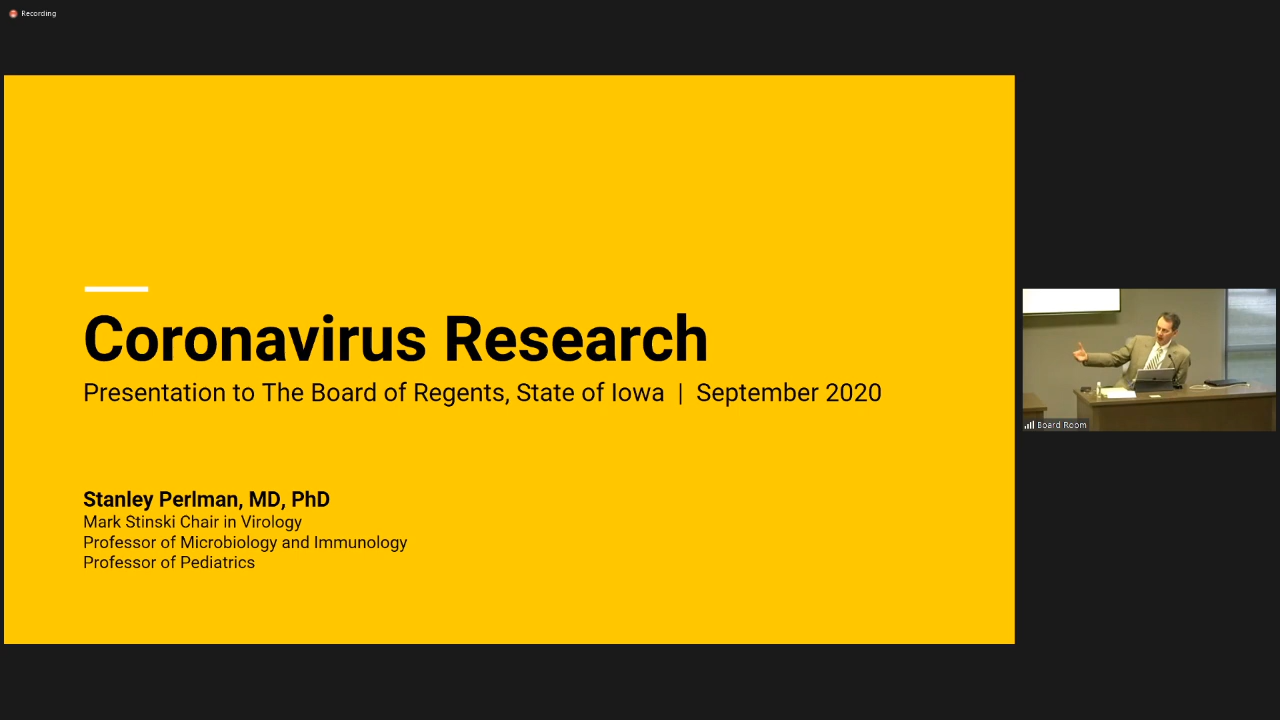 Recording
Coronavirus Research
Presentation to The Board of Regents, State of Iowa | September 2020
Stanley Perlman, MD, PhD
Mark Stinski Chair in Virology
Professor of Microbiology and Immunology
Professor of Pediatrics
Board Room